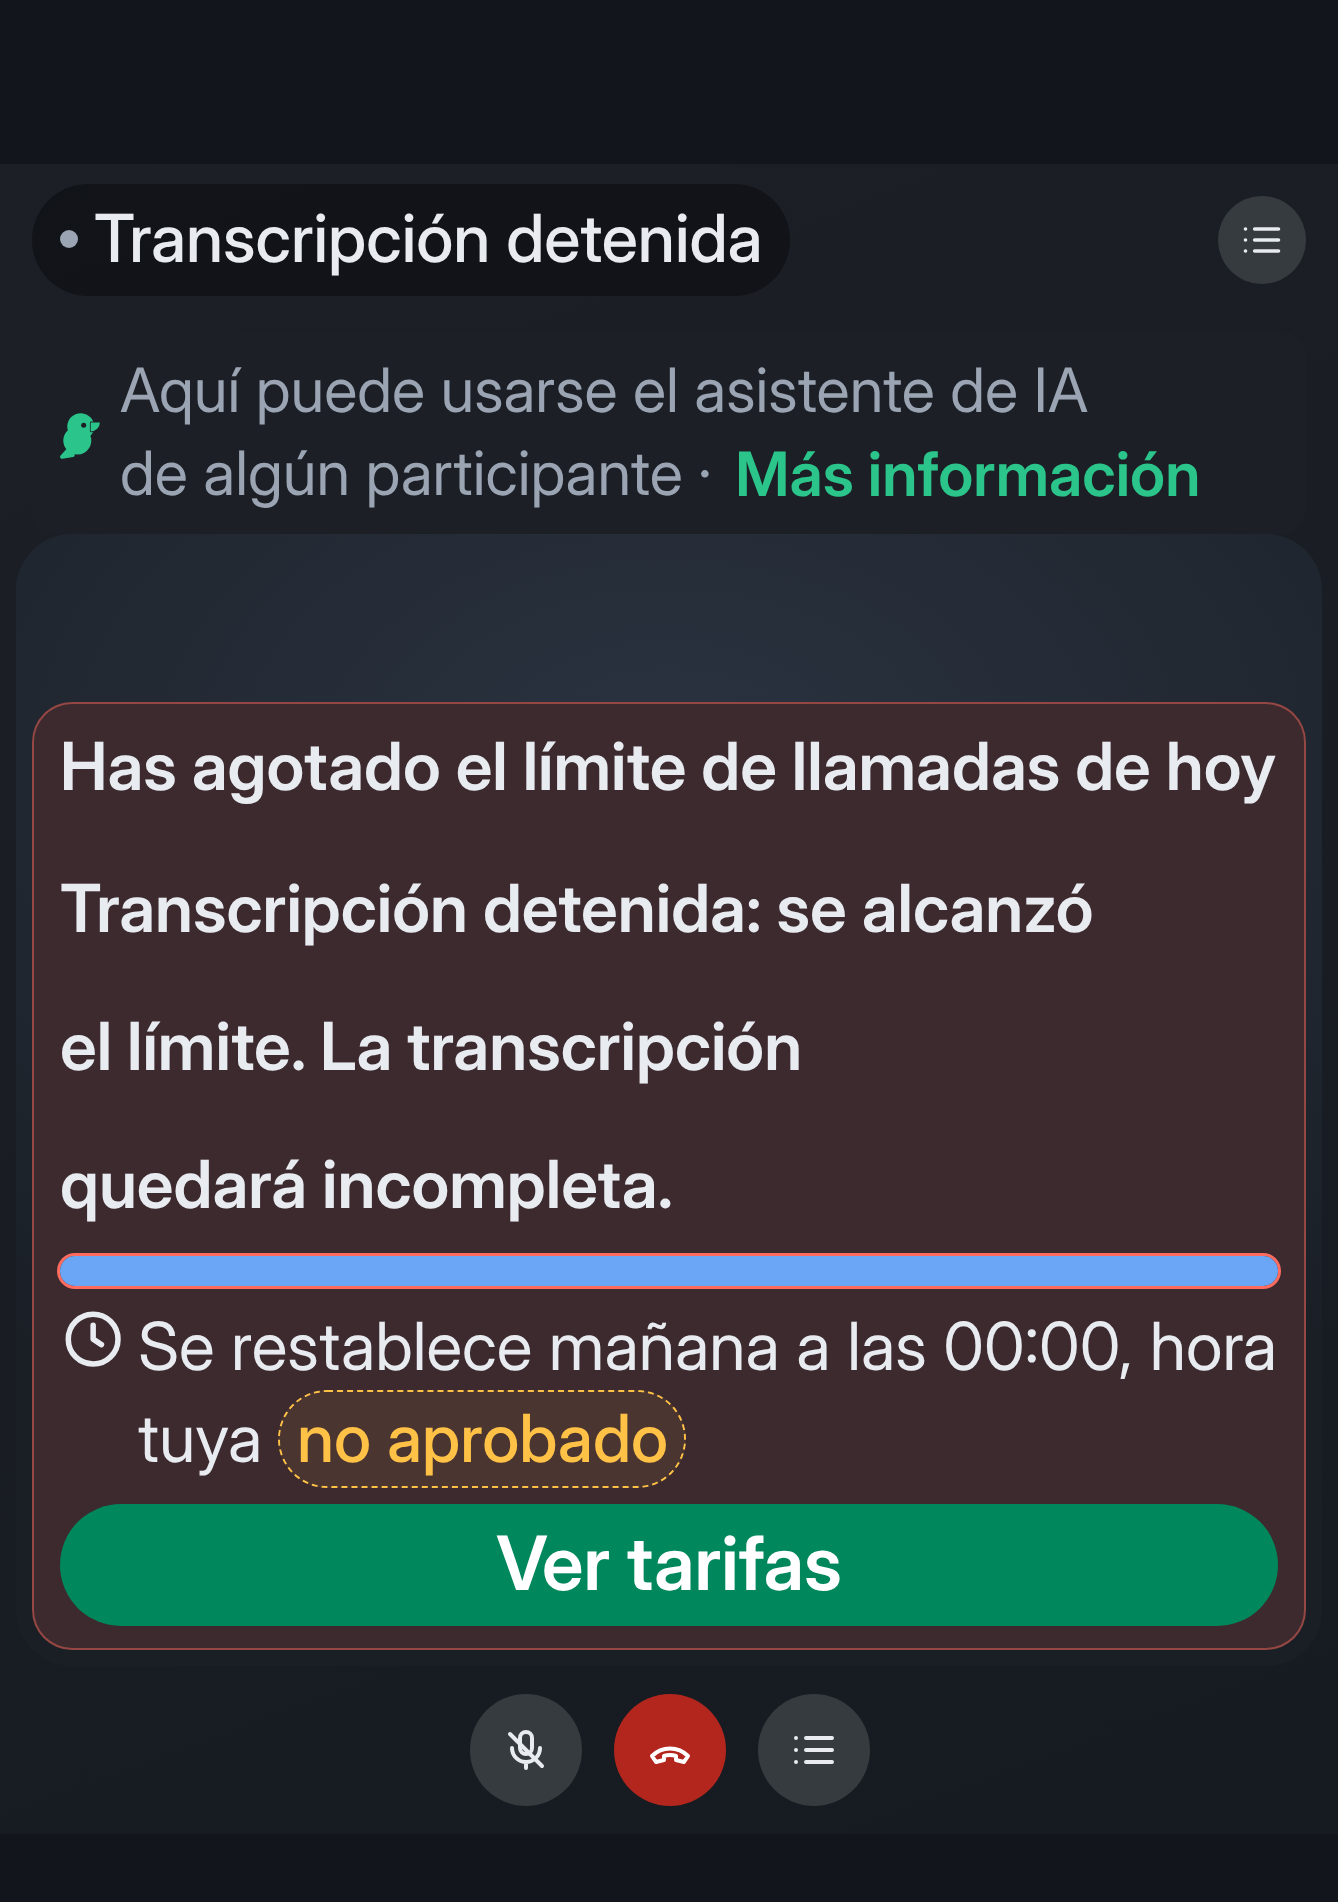 Transcripción detenida
Aquí puede usarse el asistente de IA
de algún participante · Más información
Has agotado el límite de llamadas de hoy
Transcripción detenida: se alcanzó
el límite. La transcripción
quedará incompleta.
Se restablece mañana a las 00:00, hora
tuya no aprobado
Ver tarifas